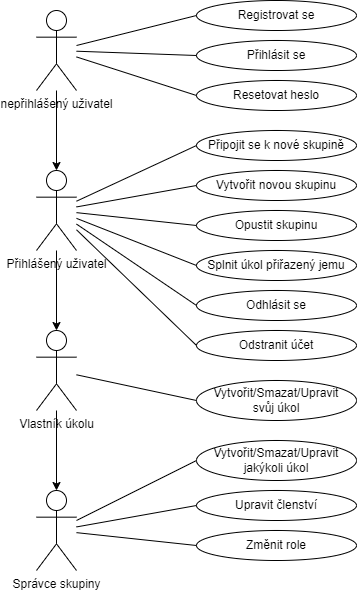 Registrovat se
Přihlásit se
Resetovat heslo
nepřihlášený uživatel
Připojit se k nové skupině
Vytvořit novou skupinu
Opustit skupinu
Splnit úkol přiřazený jemu
Přihlášený uživatel
Odhlásit se
Odstranit účet
Vytvořit/Smazat/Upravit
svůj úkol
Vlastník úkolu
Vytvořit/Smazat/Upravit
jakýkoli úkol
Upravit členství
Změnit role
Správce skupiny